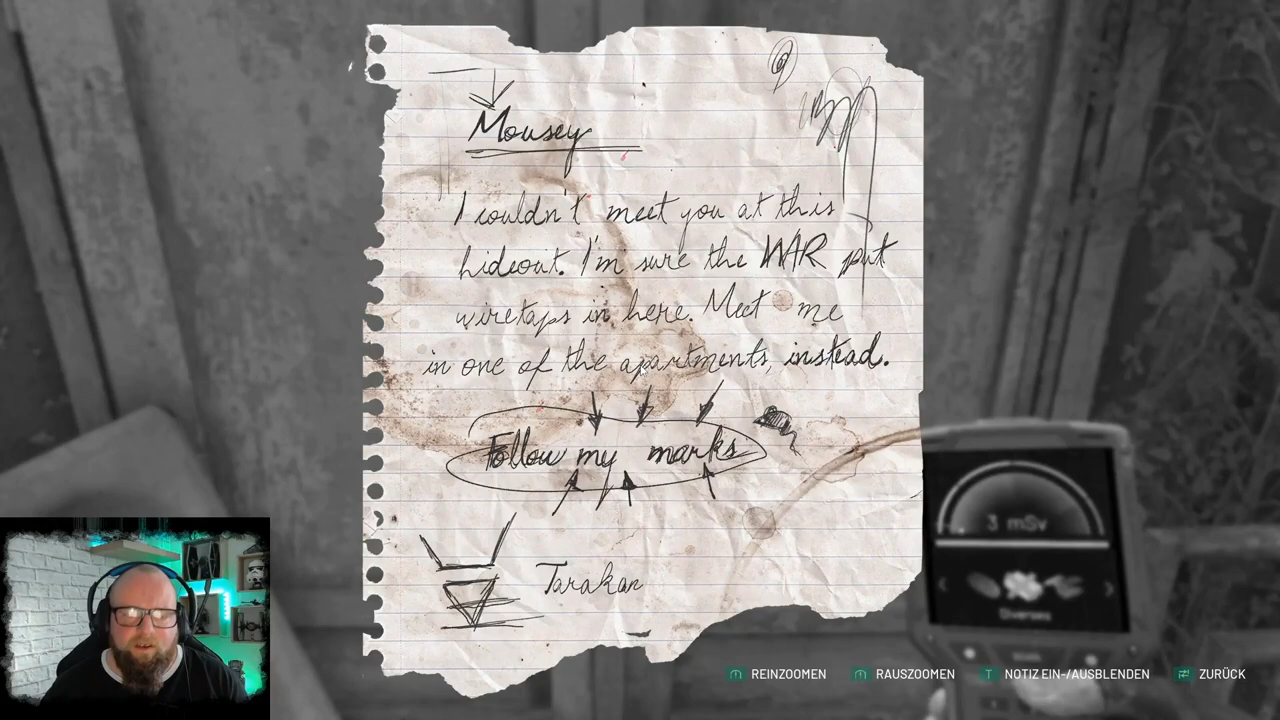 Mousey
I couldn't meet you at this
hideout. I'm sure the WAR put
wiretaps in here. Meet me
in one of the apartments, instead.
Follow my marks
Tarakan
3 mSv
Diverses
REINZOOMEN
RAUSZOOMEN
T NOTIZ EIN-/AUSBLENDEN
ZURÜCK